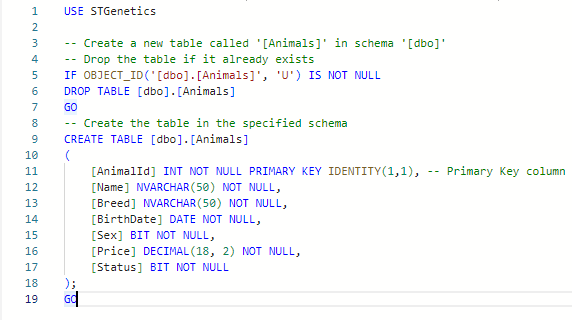 1 USE STGenetics
2
3 -- Create a new table called '[Animals]' in schema '[dbo]'
4 -- Drop the table if it already exists
5 IF OBJECT_ID('[dbo].[Animals]', 'U') IS NOT NULL
6 DROP TABLE [dbo].[Animals]
7 GO
8 -- Create the table in the specified schema
9 CREATE TABLE [dbo].[Animals]
10 (
11 [AnimalId] INT NOT NULL PRIMARY KEY IDENTITY(1,1), -- Primary Key column
12 [Name] NVARCHAR(50) NOT NULL,
13 [Breed] NVARCHAR(50) NOT NULL,
14 [BirthDate] DATE NOT NULL,
15 [Sex] BIT NOT NULL,
16 [Price] DECIMAL(18, 2) NOT NULL,
17 [Status] BIT NOT NULL
18 );
19 GO